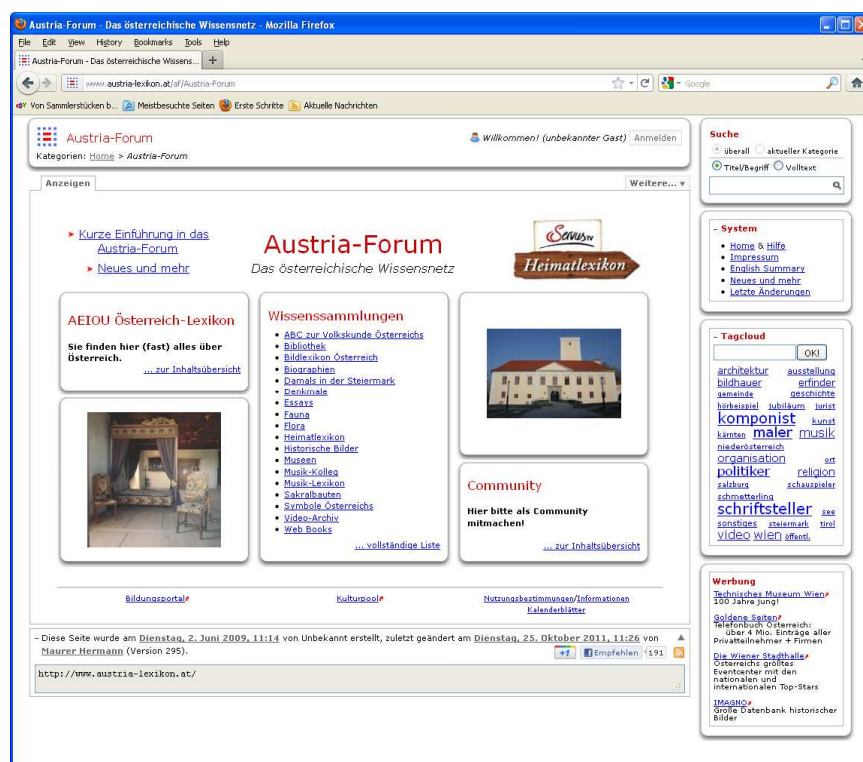 Austria-Forum - Das österreichische Wissensnetz - Mozilla Firefox
File Edit View History Bookmarks Tools Help
Austria-Forum - Das österreichische Wissens... +
www.austria-lexikon.at/af/Austria-Forum
Google
Von Sammlerstücken b... Meistbesuchte Seiten Erste Schritte Aktuelle Nachrichten
Austria-Forum
Willkommen! (unbekannter Gast) Anmelden
Kategorien: Home > Austria-Forum
Anzeigen
Weitere...
Kurze Einführung in das
Austria-Forum
Neues und mehr
Austria-Forum
Das österreichische Wissensnetz
Servus TV
Heimatlexikon
AEIOU Österreich-Lexikon
Sie finden hier (fast) alles über
Österreich.
... zur Inhaltsübersicht
Wissenssammlungen
ABC zur Volkskunde Österreichs
Bibliothek
Bildlexikon Österreich
Biographien
Damals in der Steiermark
Denkmale
Essays
Fauna
Flora
Heimatlexikon
Historische Bilder
Museen
Musik-Kolleg
Musik-Lexikon
Sakralbauten
Symbole Österreichs
Video-Archiv
Web Books
... vollständige Liste
Community
Hier bitte als Community
mitmachen!
... zur Inhaltsübersicht
Bildungsportal
Kulturpool
Nutzungsbestimmungen/Informationen
Kalenderblätter
– Diese Seite wurde am Dienstag, 2. Juni 2009, 11:14 von Unbekannt erstellt, zuletzt geändert am Dienstag, 25. Oktober 2011, 11:26 von
Maurer Hermann (Version 295).
+1 Empfehlen 191
http://www.austria-lexikon.at/
Suche
überall aktueller Kategorie
Titel/Begriff Volltext
– System
Home & Hilfe
Impressum
English Summary
Neues und mehr
Letzte Änderungen
– Tagcloud
OK!
architektur ausstellung
bildhauer erfinder
gemeinde geschichte
hörbeispiel jubiläum jurist
komponist kunst
kärnten maler musik
niederösterreich
organisation ort
politiker religion
salzburg schauspieler
schmetterling
schriftsteller see
sonstiges steiermark tirol
video wien öffentl.
Werbung
Technisches Museum Wien
100 Jahre jung!
Goldene Seiten
Telefonbuch Österreich:
über 4 Mio. Einträge aller
Privatteilnehmer + Firmen
Die Wiener Stadthalle
Österreichs größtes
Eventcenter mit den
nationalen und
internationalen Top-Stars
IMAGNO
Große Datenbank historischer
Bilder